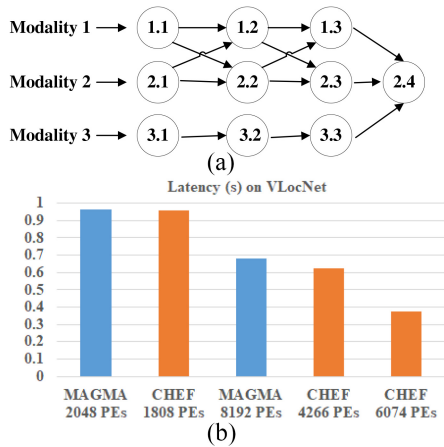 Modality 1 1.1 1.2 1.3
Modality 2 2.1 2.2 2.3 2.4
Modality 3 3.1 3.2 3.3
(a)
Latency (s) on VLocNet
1
0.9
0.8
0.7
0.6
0.5
0.4
0.3
0.2
0.1
0
MAGMA CHEF MAGMA CHEF CHEF
2048 PEs 1808 PEs 8192 PEs 4266 PEs 6074 PEs
(b)